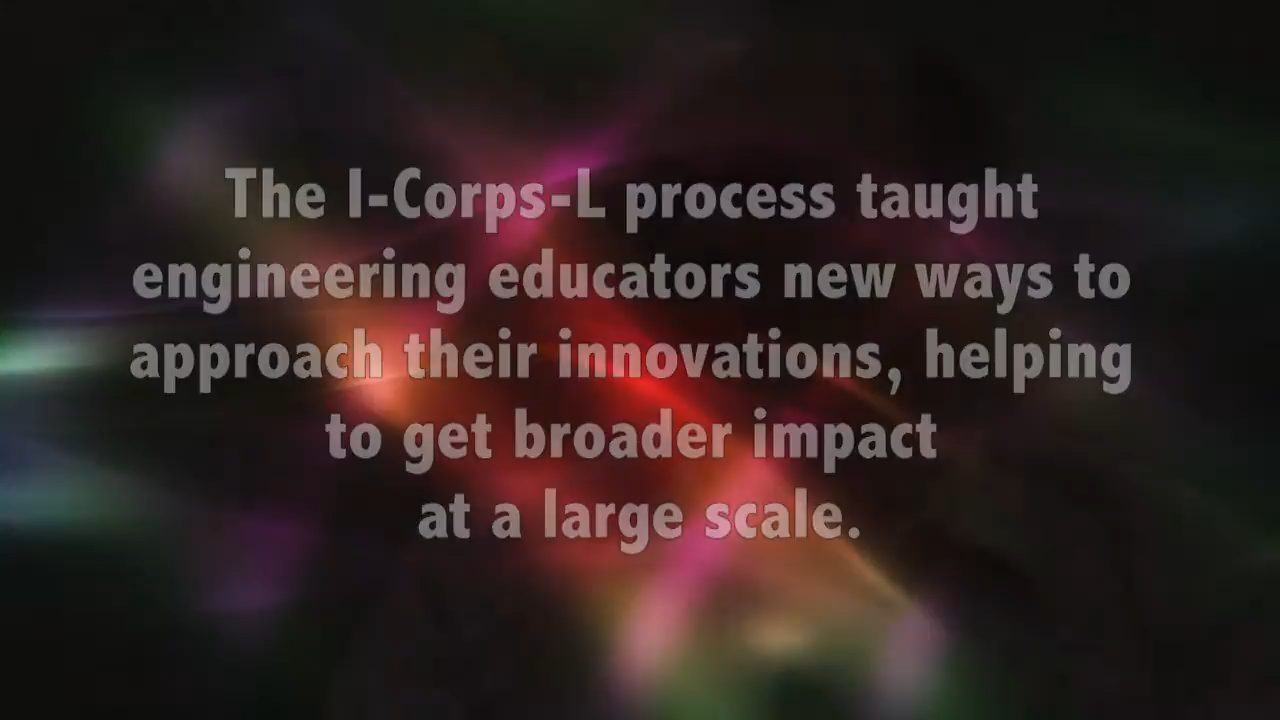 The I-Corps-L process taught
engineering educators new ways to
approach their innovations, helping
to get broader impact
at a large scale.